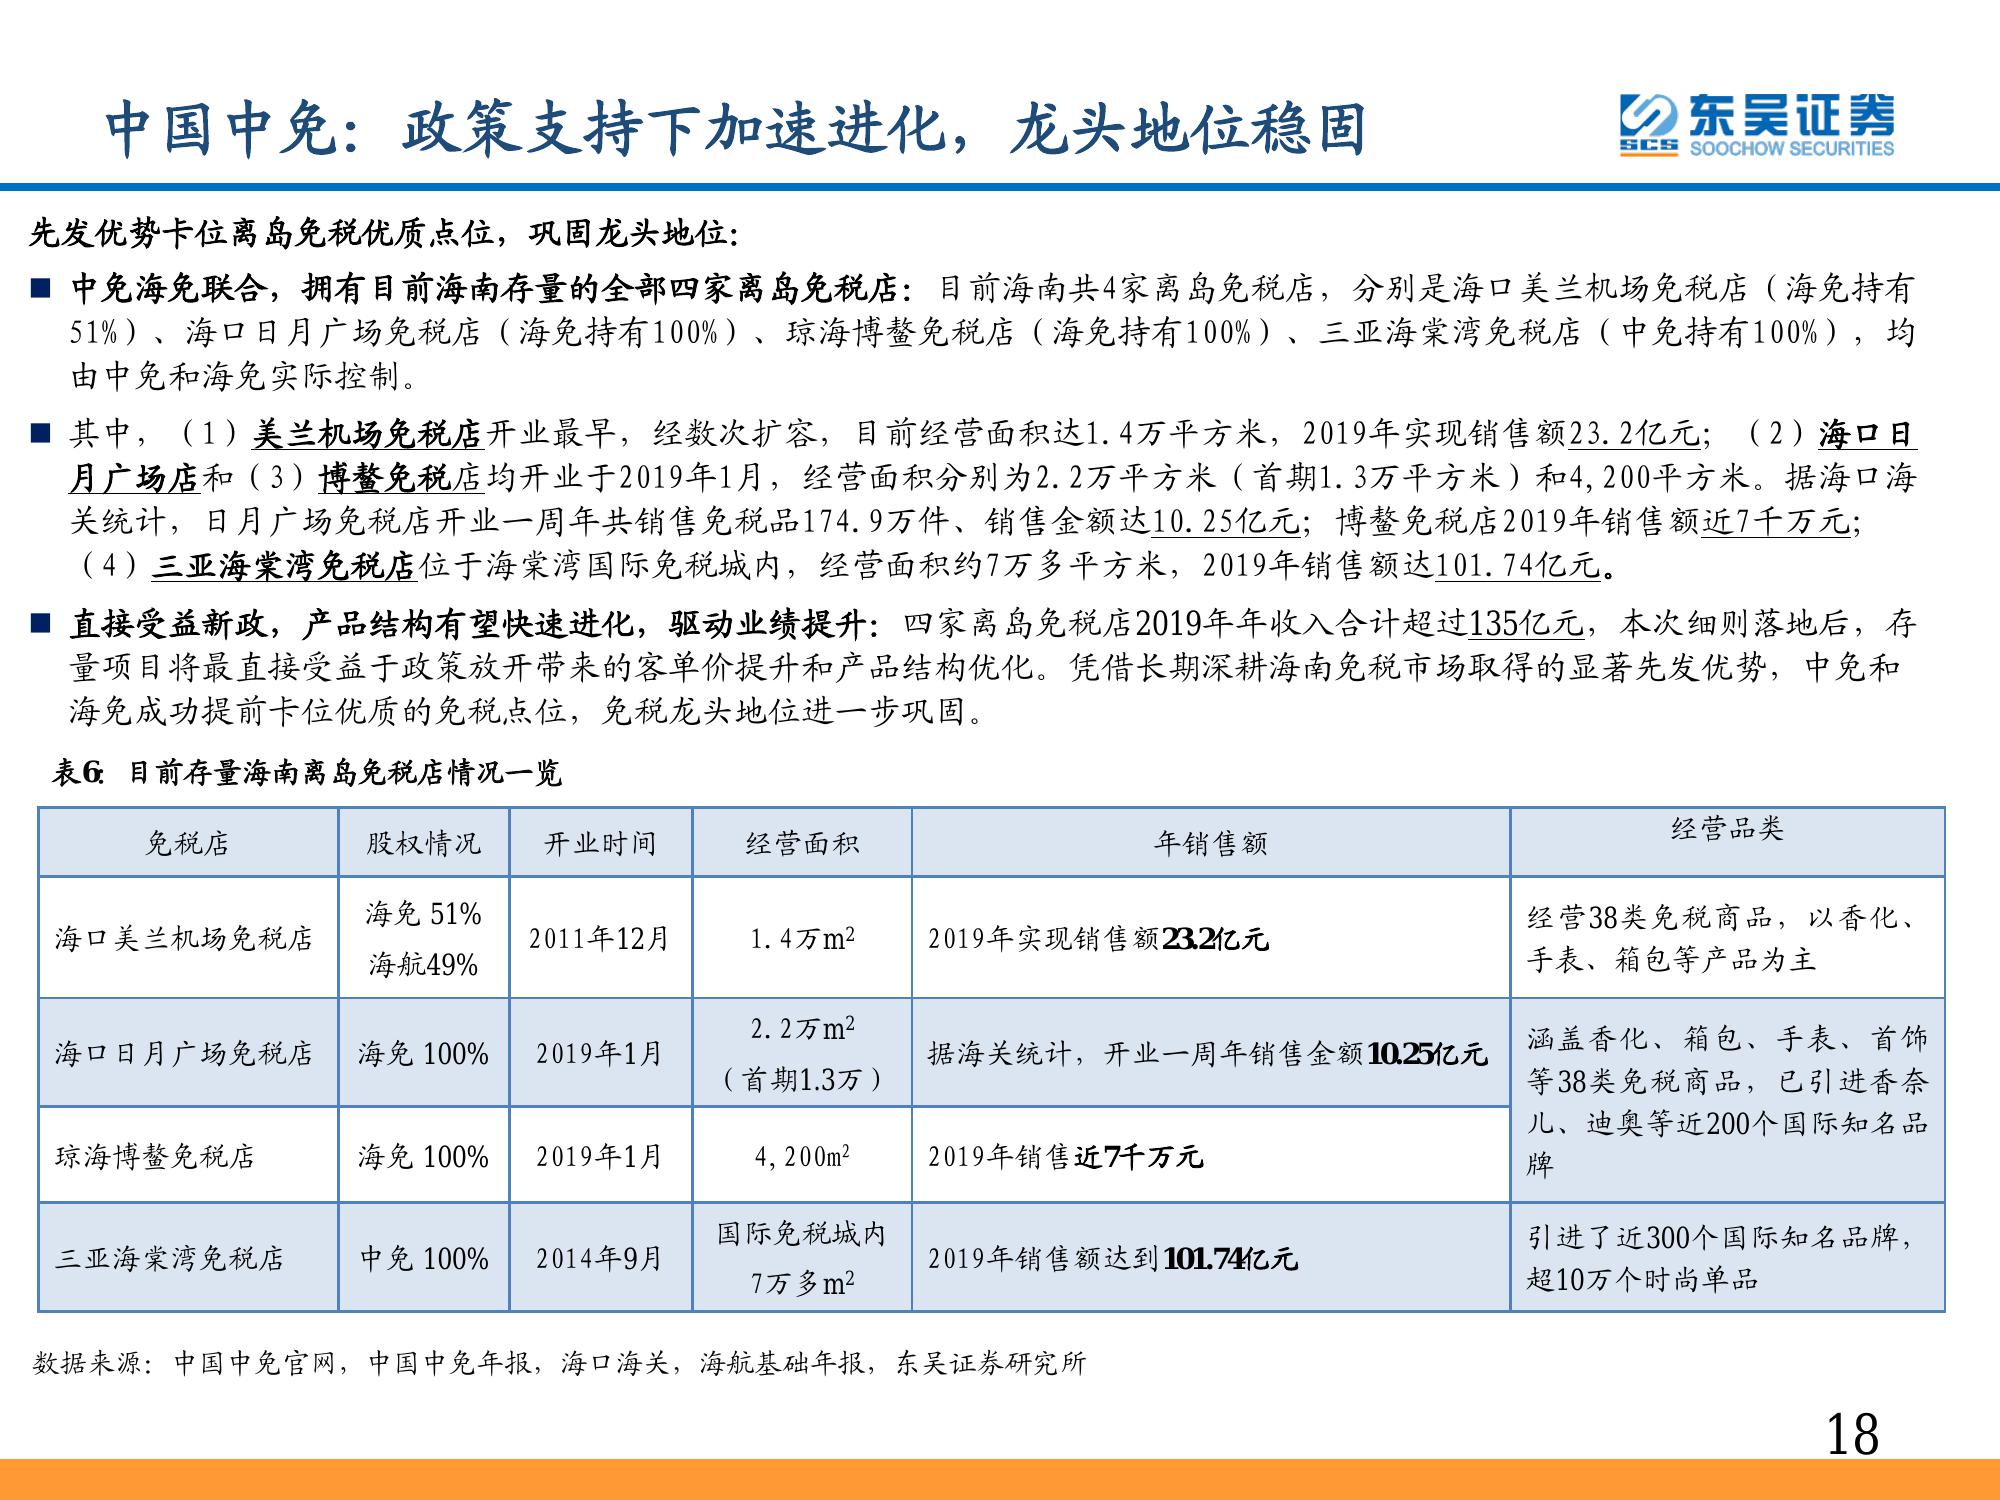 中国中免：政策支持下加速进化，龙头地位稳固
东吴证券
SCS SOOCHOW SECURITIES
先发优势卡位离岛免税优质点位，巩固龙头地位：
中免海免联合，拥有目前海南存量的全部四家离岛免税店：目前海南共4家离岛免税店，分别是海口美兰机场免税店（海免持有
51%）、海口日月广场免税店（海免持有100%）、琼海博鳌免税店（海免持有100%）、三亚海棠湾免税店（中免持有100%），均
由中免和海免实际控制。
其中，（1）美兰机场免税店开业最早，经数次扩容，目前经营面积达1.4万平方米，2019年实现销售额23.2亿元；（2）海口日
月广场店和（3）博鳌免税店均开业于2019年1月，经营面积分别为2.2万平方米（首期1.3万平方米）和4,200平方米。据海口海
关统计，日月广场免税店开业一周年共销售免税品174.9万件、销售金额达10.25亿元；博鳌免税店2019年销售额近7千万元；
（4）三亚海棠湾免税店位于海棠湾国际免税城内，经营面积约7万多平方米，2019年销售额达101.74亿元。
直接受益新政，产品结构有望快速进化，驱动业绩提升：四家离岛免税店2019年年收入合计超过135亿元，本次细则落地后，存
量项目将最直接受益于政策放开带来的客单价提升和产品结构优化。凭借长期深耕海南免税市场取得的显著先发优势，中免和
海免成功提前卡位优质的免税点位，免税龙头地位进一步巩固。
表6：目前存量海南离岛免税店情况一览
免税店 股权情况 开业时间 经营面积 年销售额 经营品类
海口美兰机场免税店 海免 51% 2011年12月 1.4万m² 2019年实现销售额23.2亿元 经营38类免税商品，以香化、
海航49% 手表、箱包等产品为主
海口日月广场免税店 海免 100% 2019年1月 2.2万m² 据海关统计，开业一周年销售金额10.25亿元 涵盖香化、箱包、手表、首饰
（首期1.3万） 等38类免税商品，已引进香奈
琼海博鳌免税店 海免 100% 2019年1月 4,200m² 2019年销售近7千万元 儿、迪奥等近200个国际知名品
牌
三亚海棠湾免税店 中免 100% 2014年9月 国际免税城内 2019年销售额达到101.74亿元 引进了近300个国际知名品牌，
7万多m² 超10万个时尚单品
数据来源：中国中免官网，中国中免年报，海口海关，海航基础年报，东吴证券研究所
18